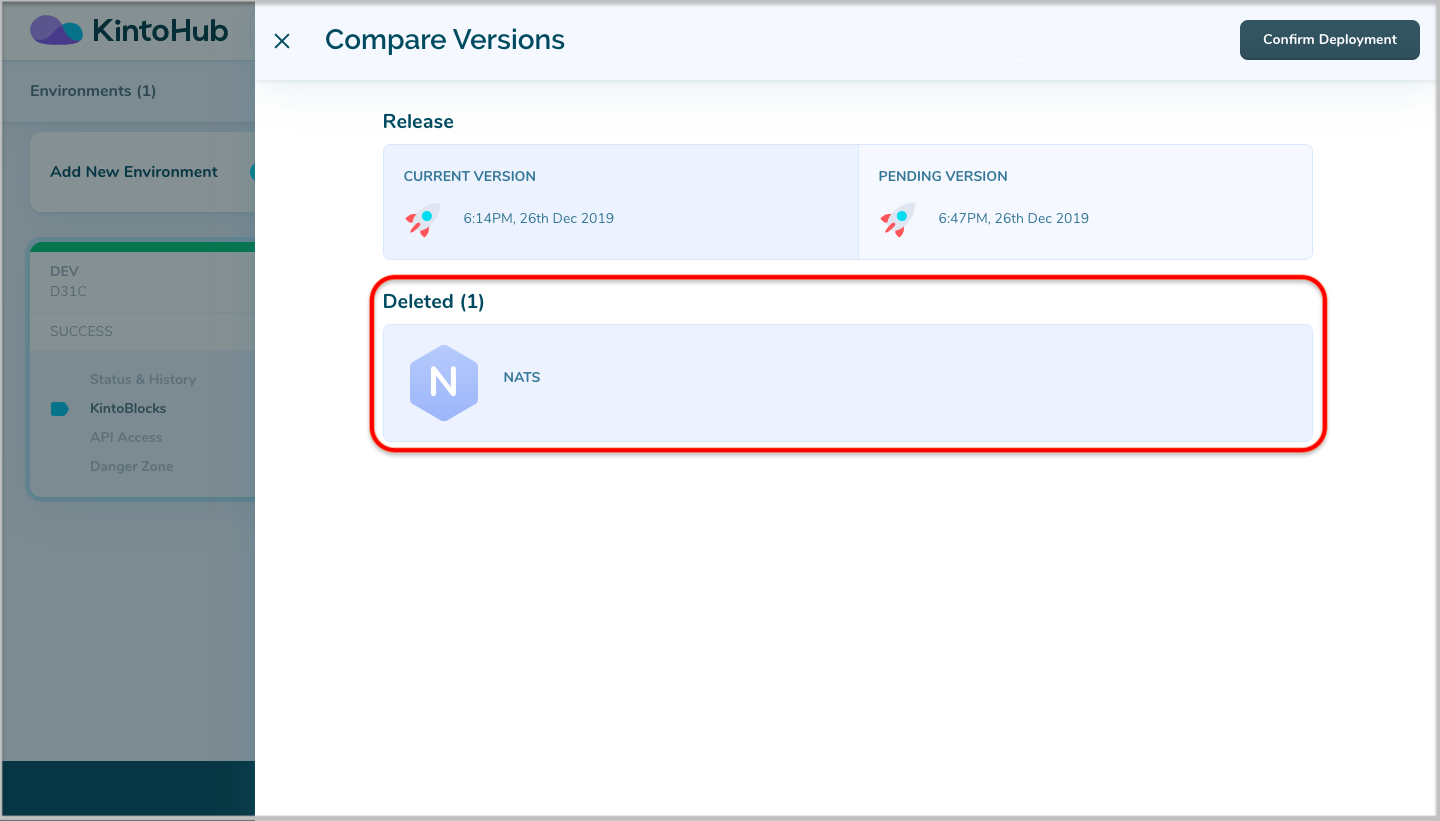 KintoHub
Compare Versions
Confirm Deployment
Environments (1)
Add New Environment
DEV
D31C
SUCCESS
Status & History
KintoBlocks
API Access
Danger Zone
Release
CURRENT VERSION
6:14PM, 26th Dec 2019
PENDING VERSION
6:47PM, 26th Dec 2019
Deleted (1)
N
NATS